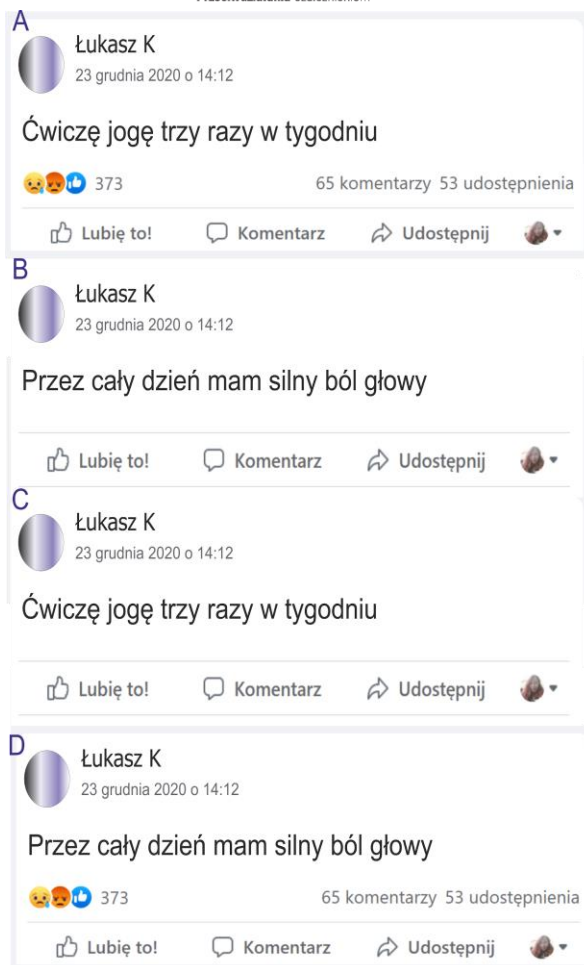 A
Łukasz K
23 grudnia 2020 o 14:12
Ćwiczę jogę trzy razy w tygodniu
373 65 komentarzy 53 udostępnienia
Lubię to! Komentarz Udostępnij
B
Łukasz K
23 grudnia 2020 o 14:12
Przez cały dzień mam silny ból głowy
Lubię to! Komentarz Udostępnij
C
Łukasz K
23 grudnia 2020 o 14:12
Ćwiczę jogę trzy razy w tygodniu
Lubię to! Komentarz Udostępnij
D
Łukasz K
23 grudnia 2020 o 14:12
Przez cały dzień mam silny ból głowy
373 65 komentarzy 53 udostępnienia
Lubię to! Komentarz Udostępnij